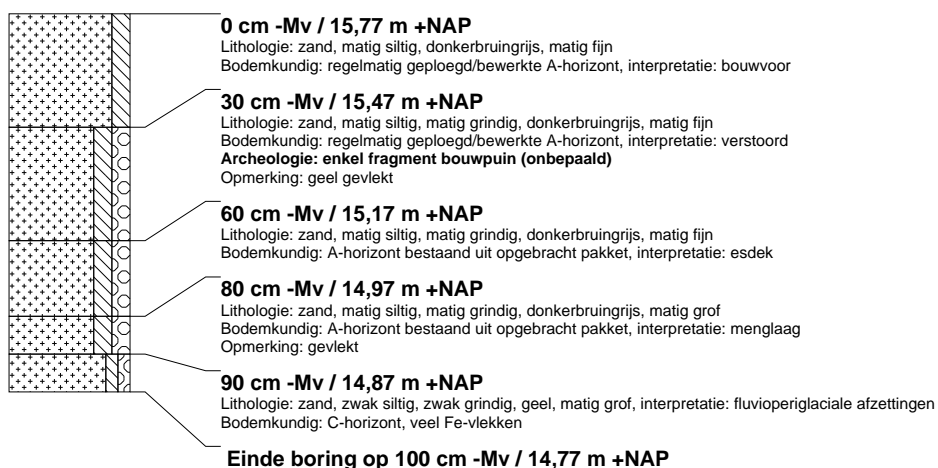 0 cm -Mv / 15,77 m +NAP
Lithologie: zand, matig siltig, donkerbruingrijs, matig fijn
Bodemkundig: regelmatig geploegd/bewerkte A-horizont, interpretatie: bouwvoor
30 cm -Mv / 15,47 m +NAP
Lithologie: zand, matig siltig, matig grindig, donkerbruingrijs, matig fijn
Bodemkundig: regelmatig geploegd/bewerkte A-horizont, interpretatie: verstoord
Archeologie: enkel fragment bouwpuin (onbepaald)
Opmerking: geel gevlekt
60 cm -Mv / 15,17 m +NAP
Lithologie: zand, matig siltig, matig grindig, donkerbruingrijs, matig fijn
Bodemkundig: A-horizont bestaand uit opgebracht pakket, interpretatie: esdek
80 cm -Mv / 14,97 m +NAP
Lithologie: zand, matig siltig, matig grindig, donkerbruingrijs, matig grof
Bodemkundig: A-horizont bestaand uit opgebracht pakket, interpretatie: menglaag
Opmerking: gevlekt
90 cm -Mv / 14,87 m +NAP
Lithologie: zand, zwak siltig, zwak grindig, geel, matig grof, interpretatie: fluvioperiglaciale afzettingen
Bodemkundig: C-horizont, veel Fe-vlekken
Einde boring op 100 cm -Mv / 14,77 m +NAP